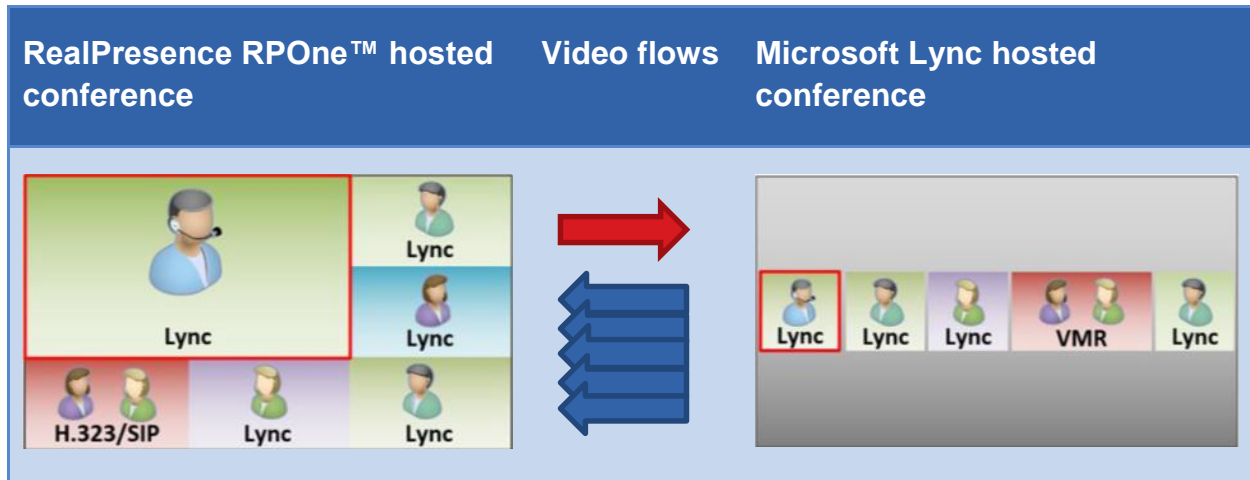 RealPresence RPOne™ hosted
conference
Video flows
Microsoft Lync hosted
conference
Lync
Lync
Lync
H.323/SIP
Lync
Lync
Lync
Lync
Lync
VMR
Lync